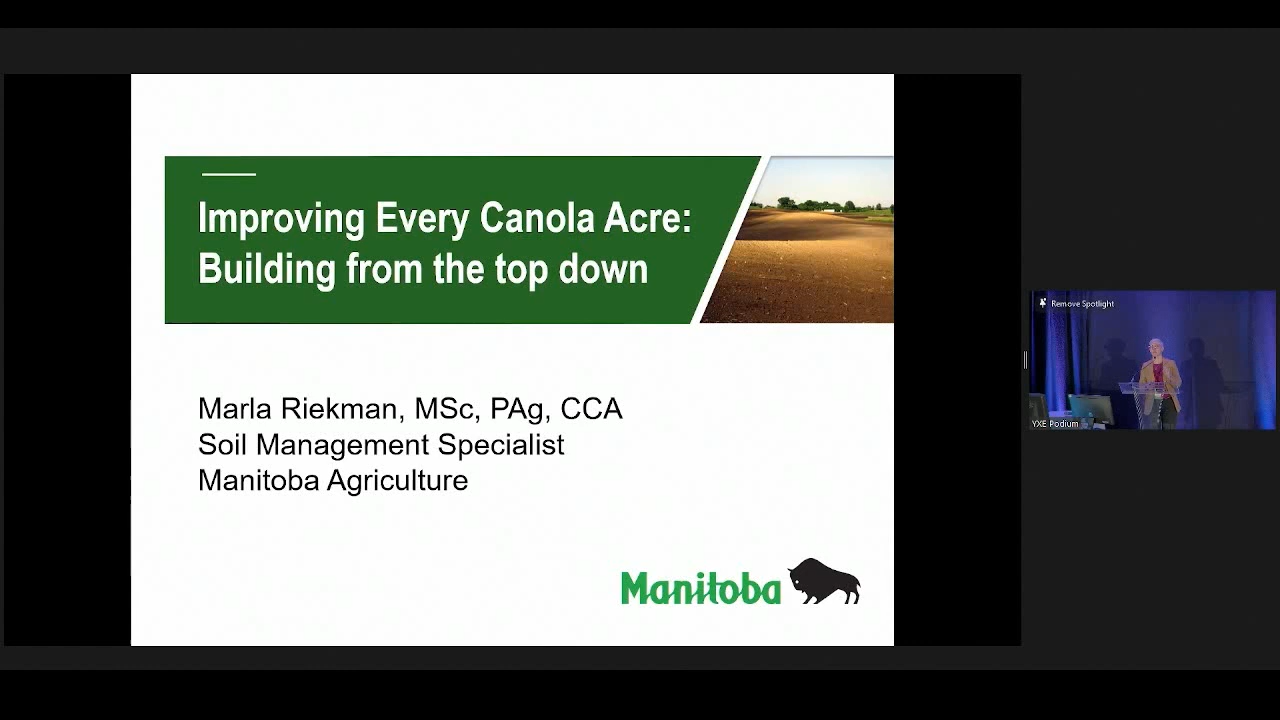 Improving Every Canola Acre:
Building from the top down
Marla Riekman, MSc, PAg, CCA
Soil Management Specialist
Manitoba Agriculture
Manitoba
Remove Spotlight
YXE Podium